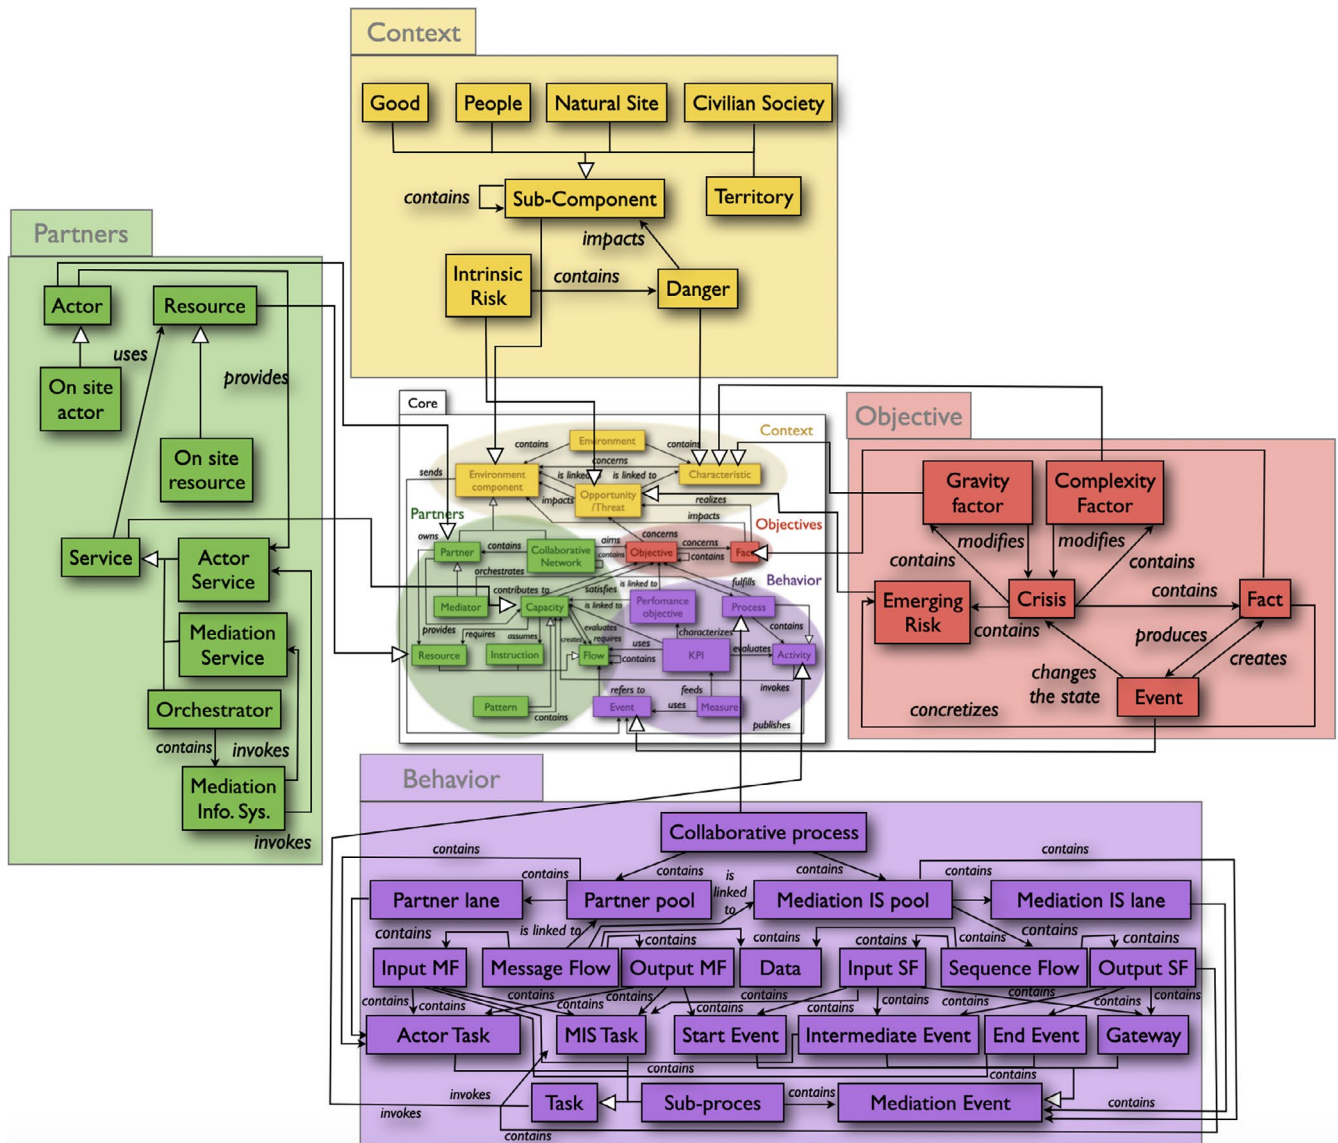 Context
Good
People
Natural Site
Civilian Society
contains
Sub-Component
Territory
impacts
Intrinsic
Risk
contains
Danger
Partners
Actor
Resource
uses
On site
actor
provides
On site
resource
Service
Actor
Service
Mediation
Service
Orchestrator
contains
invokes
Mediation
Info. Sys.
invokes
Core
Context
contains
Environment
contains
sends
concerns
Environment
component
is linked
is linked to
Characteristic
impacts
Opportunity
/Threat
realizes
impacts
Partners
Objectives
owns
concerns
Partner
contains
Collaborative
Network
aims
contains
Objective
concerns
contains
Fact
orchestrates
Behavior
contributes to
satisfies
is linked to
fulfills
Mediator
Capacity
is linked to
Perfomance
objective
Process
provides
requires
assumes
creates
evaluates
requires
characterizes
contains
Resource
Instruction
Flow
uses
contains
KPI
evaluates
Activity
refers to
feeds
invokes
Pattern
contains
Event
uses
Measure
publishes
Objective
Gravity
factor
Complexity
Factor
modifies
modifies
contains
contains
Emerging
Risk
Crisis
contains
Fact
contains
produces
creates
changes
the state
Event
concretizes
Behavior
Collaborative process
contains
contains
contains
contains
contains
is
linked
to
contains
Partner lane
Partner pool
Mediation IS pool
Mediation IS lane
contains
is linked to
contains
contains
contains
contains
contains
contains
Input MF
Message Flow
Output MF
Data
Input SF
Sequence Flow
Output SF
contains
contains
contains
contains
contains
contains
contains
contains
contains
Actor Task
MIS Task
Start Event
Intermediate Event
End Event
Gateway
contains
contains
invokes
invokes
Task
Sub-proces
contains
Mediation Event
contains
contains